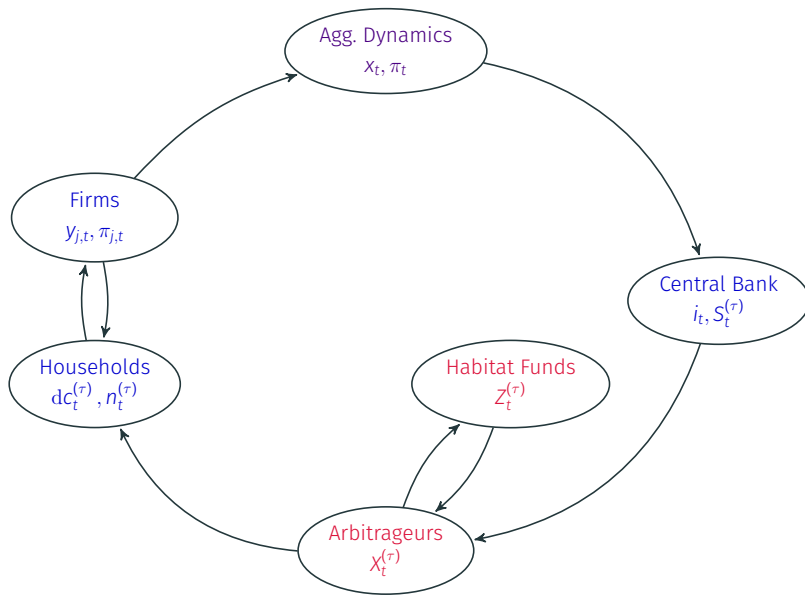 Agg. Dynamics
x_t, π_t
Firms
y_{j,t}, π_{j,t}
Central Bank
i_t, S_t^{(τ)}
Households
dc_t^{(τ)}, n_t^{(τ)}
Habitat Funds
Z_t^{(τ)}
Arbitrageurs
X_t^{(τ)}